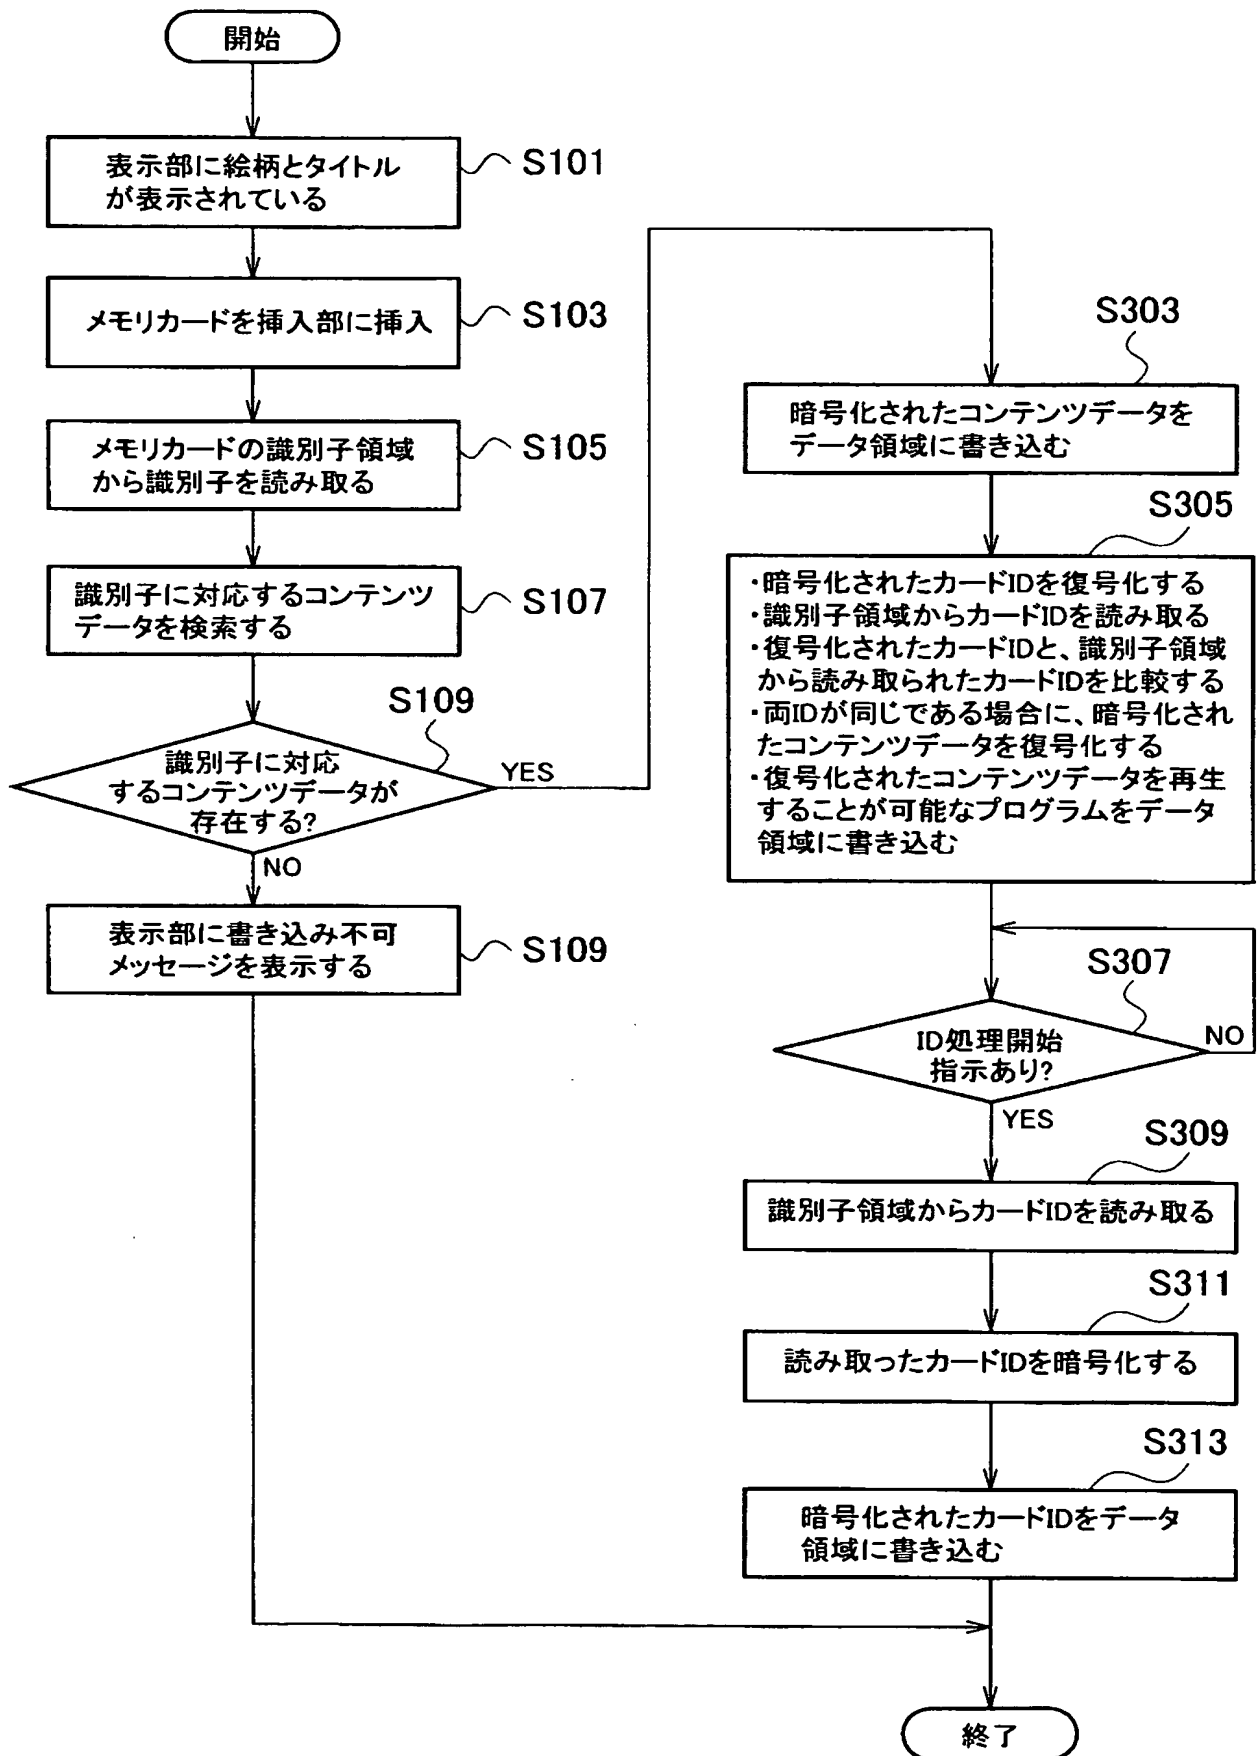 開始
表示部に絵柄とタイトル
が表示されている
S101
メモリカードを挿入部に挿入
S103
メモリカードの識別子領域
から識別子を読み取る
S105
識別子に対応するコンテンツ
データを検索する
S107
S109
識別子に対応
するコンテンツデータが
存在する?
YES
NO
表示部に書き込み不可
メッセージを表示する
S109
S303
暗号化されたコンテンツデータを
データ領域に書き込む
S305
・暗号化されたカードIDを復号化する
・識別子領域からカードIDを読み取る
・復号化されたカードIDと、識別子領域
から読み取られたカードIDを比較する
・両IDが同じである場合に、暗号化され
たコンテンツデータを復号化する
・復号化されたコンテンツデータを再生
することが可能なプログラムをデータ
領域に書き込む
S307
ID処理開始
指示あり?
NO
YES
S309
識別子領域からカードIDを読み取る
S311
読み取ったカードIDを暗号化する
S313
暗号化されたカードIDをデータ
領域に書き込む
終了